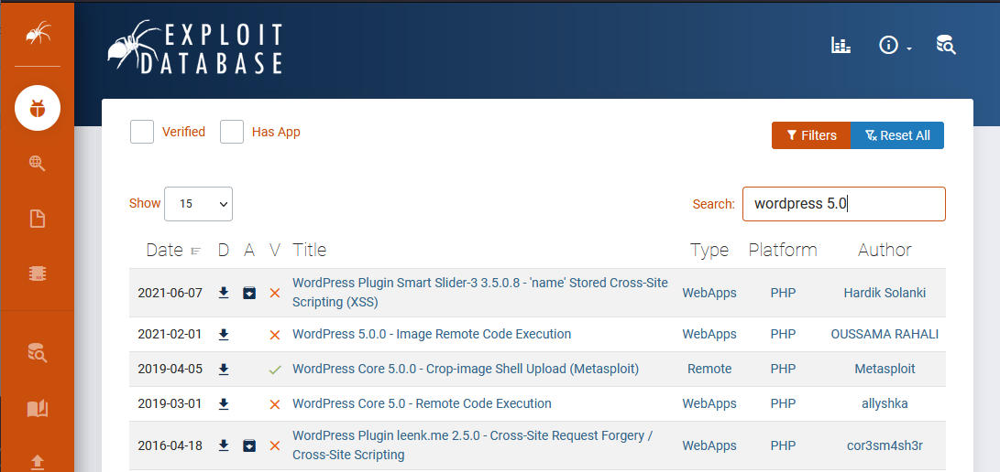 EXPLOIT
DATABASE
Verified Has App Filters Reset All
Show 15 Search: wordpress 5.0
Date D A V Title Type Platform Author
2021-06-07 WordPress Plugin Smart Slider-3 3.5.0.8 - 'name' Stored Cross-Site WebApps PHP Hardik Solanki
Scripting (XSS)
2021-02-01 WordPress 5.0.0 - Image Remote Code Execution WebApps PHP OUSSAMA RAHALI
2019-04-05 WordPress Core 5.0.0 - Crop-image Shell Upload (Metasploit) Remote PHP Metasploit
2019-03-01 WordPress Core 5.0 - Remote Code Execution WebApps PHP allyshka
2016-04-18 WordPress Plugin leenk.me 2.5.0 - Cross-Site Request Forgery / WebApps PHP cor3sm4sh3r
Cross-Site Scripting